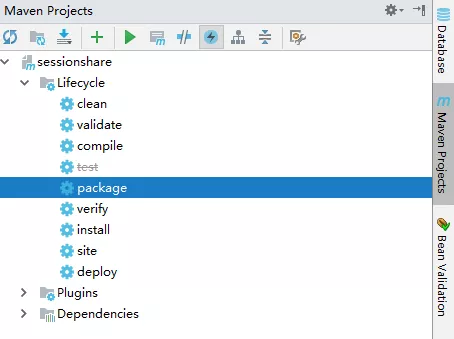 Maven Projects
sessionshare
Lifecycle
clean
validate
compile
test
package
verify
install
site
deploy
Plugins
Dependencies
Database
Maven Projects
Bean Validation